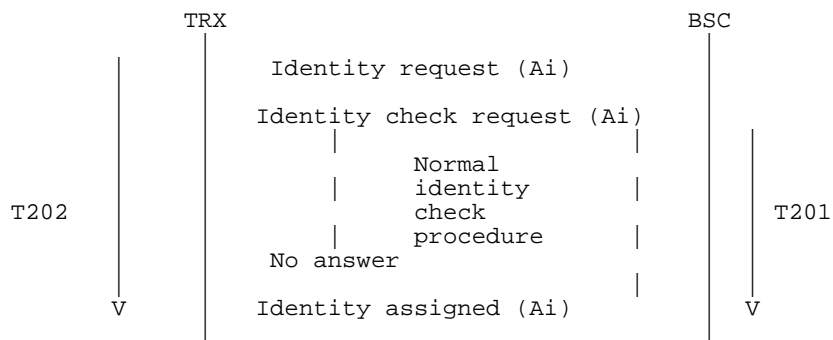 TRX BSC
Identity request (Ai)
Identity check request (Ai)
Normal
identity
T202 check T201
procedure
No answer
V Identity assigned (Ai) V